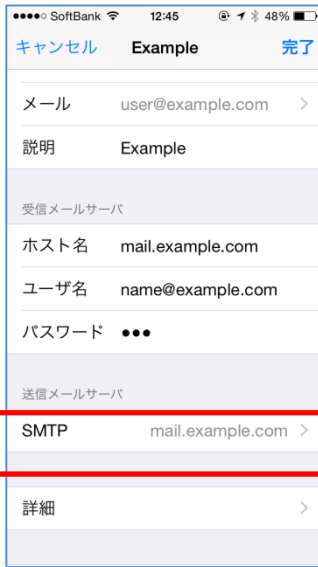 SoftBank 12:45 48%
キャンセル Example 完了
メール user@example.com
説明 Example
受信メールサーバ
ホスト名 mail.example.com
ユーザ名 name@example.com
パスワード ●●●
送信メールサーバ
SMTP mail.example.com
詳細